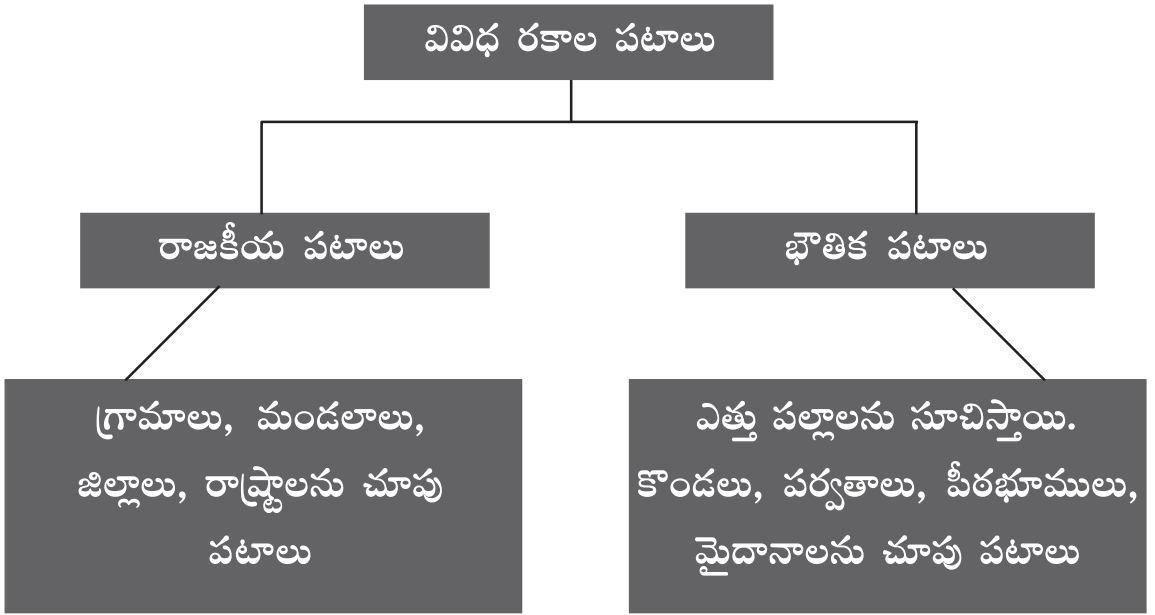 వివిధ రకాల పటాలు
రాజకీయ పటాలు
భౌతిక పటాలు
గ్రామాలు, మండలాలు,
జిల్లాలు, రాష్ట్రాలను చూపు
పటాలు
ఎత్తు పల్లాలను సూచిస్తాయి.
కొండలు, పర్వతాలు, పీఠభూములు,
మైదానాలను చూపు పటాలు